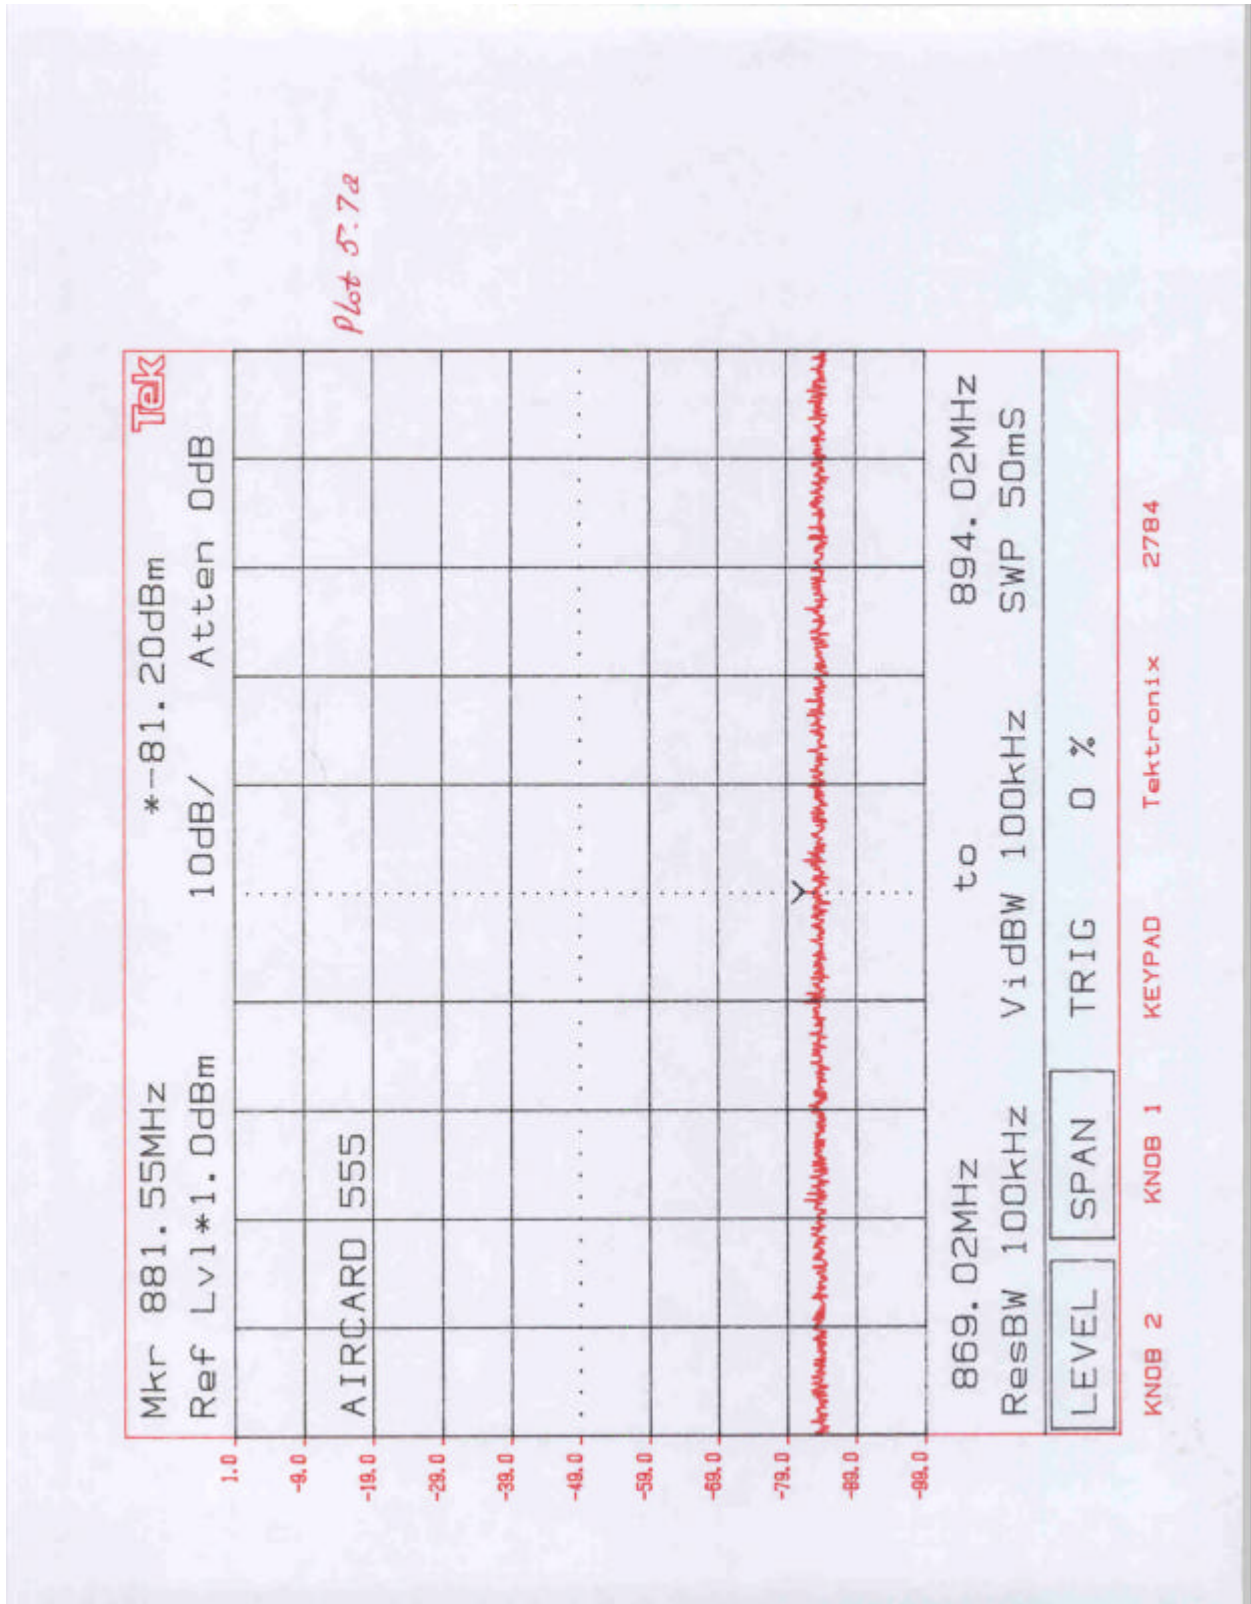 Plot 5.7a
Mkr 881.55MHz *-81.20dBm Tek
Ref Lvl*1.0dBm 10dB/ Atten 0dB
1.0
-9.0
AIRCARD 555
-19.0
-29.0
-39.0
-49.0
-59.0
-69.0
-79.0
-89.0
-99.0
869.02MHz to 894.02MHz
ResBW 100kHz VidBW 100kHz SWP 50mS
LEVEL SPAN TRIG 0 %
KNOB 2 KNOB 1 KEYPAD Tektronix 2784